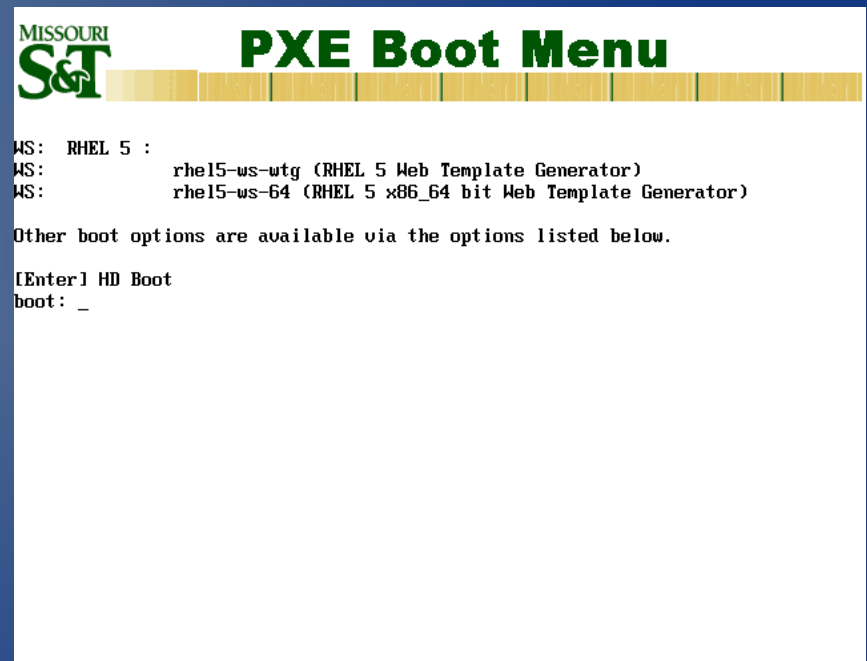 MISSOURI
S&T
PXE Boot Menu
WS:  RHEL 5 :
WS:            rhel5-ws-wtg (RHEL 5 Web Template Generator)
WS:            rhel5-ws-64 (RHEL 5 x86_64 bit Web Template Generator)
Other boot options are available via the options listed below.
[Enter] HD Boot
boot: _